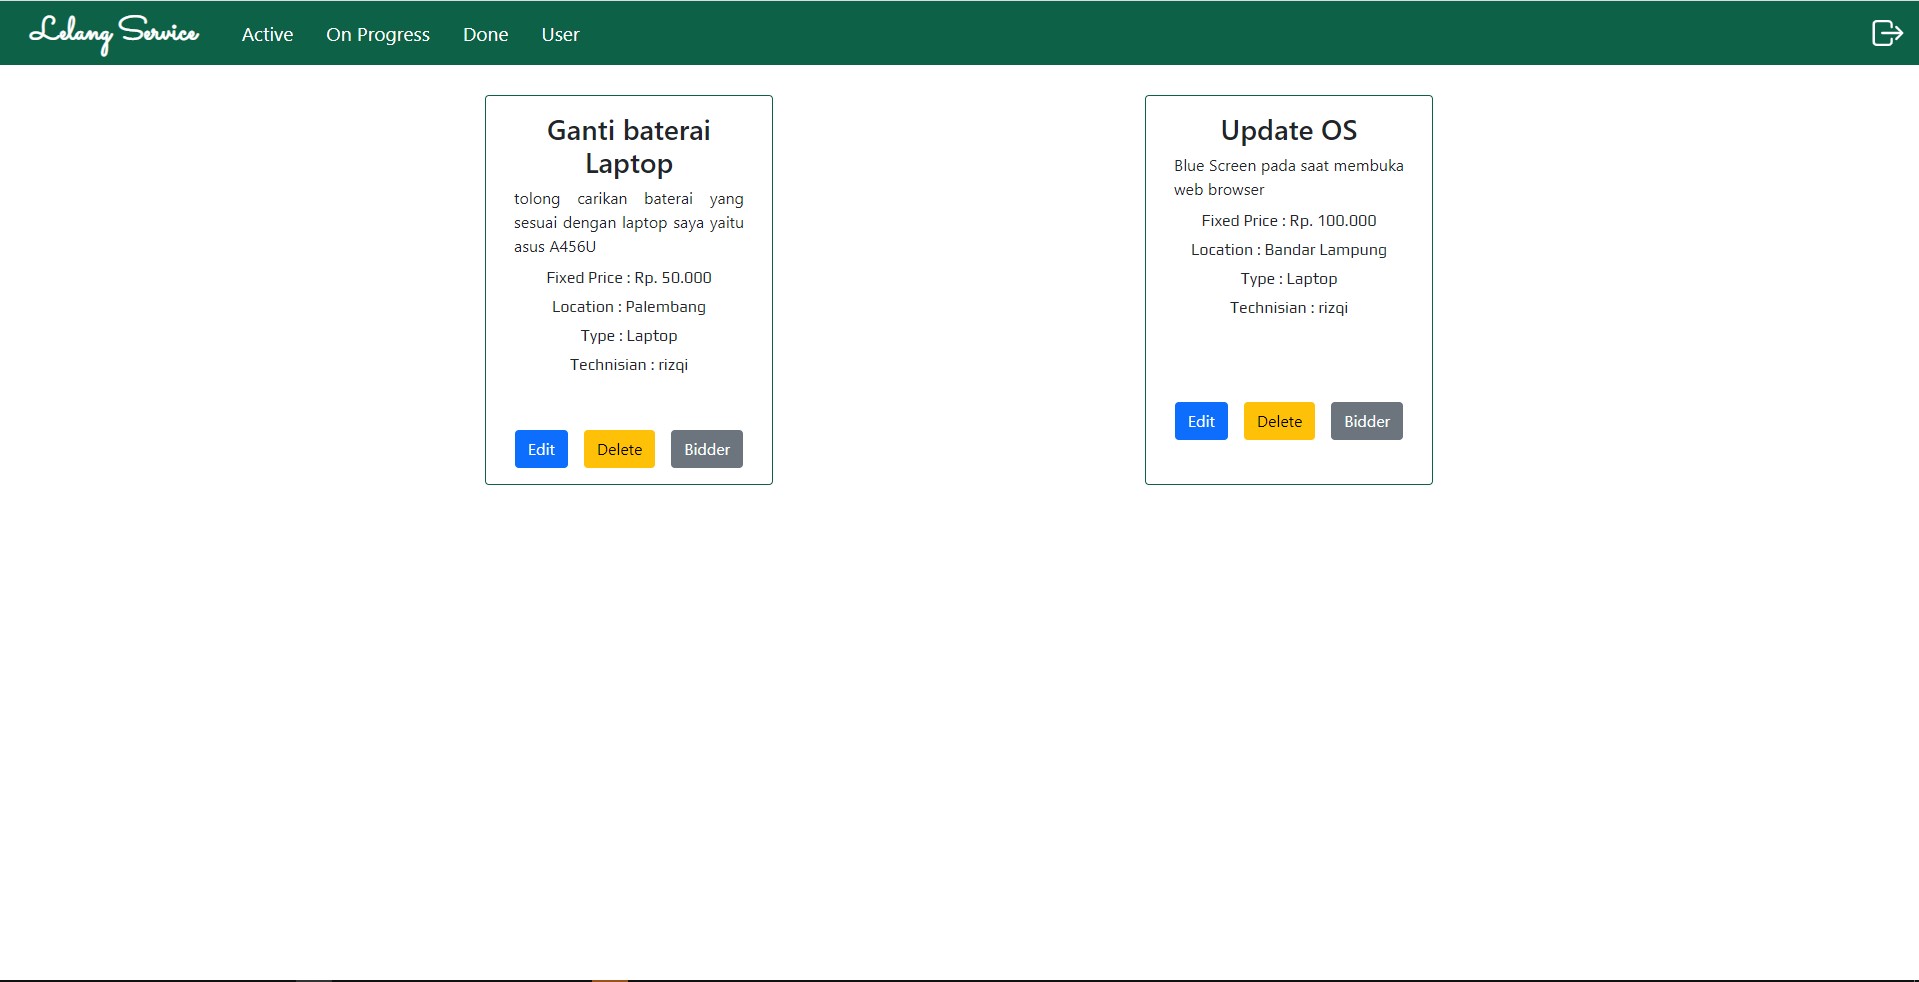 Lelang Service
Active
On Progress
Done
User
Ganti baterai
Laptop
tolong carikan baterai yang
sesuai dengan laptop saya yaitu
asus A456U
Fixed Price : Rp. 50.000
Location : Palembang
Type : Laptop
Technisian : rizqi
Edit
Delete
Bidder
Update OS
Blue Screen pada saat membuka
web browser
Fixed Price : Rp. 100.000
Location : Bandar Lampung
Type : Laptop
Technisian : rizqi
Edit
Delete
Bidder